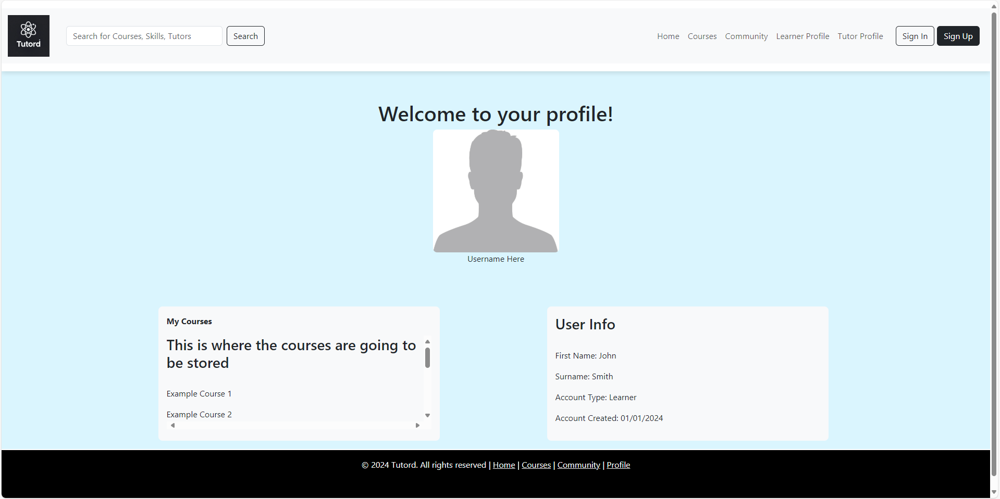 Tutord
Search for Courses, Skills, Tutors
Search
Home Courses Community Learner Profile Tutor Profile
Sign In
Sign Up
Welcome to your profile!
Username Here
My Courses
This is where the courses are going to
be stored
Example Course 1
Example Course 2
User Info
First Name: John
Surname: Smith
Account Type: Learner
Account Created: 01/01/2024
© 2024 Tutord. All rights reserved | Home | Courses | Community | Profile